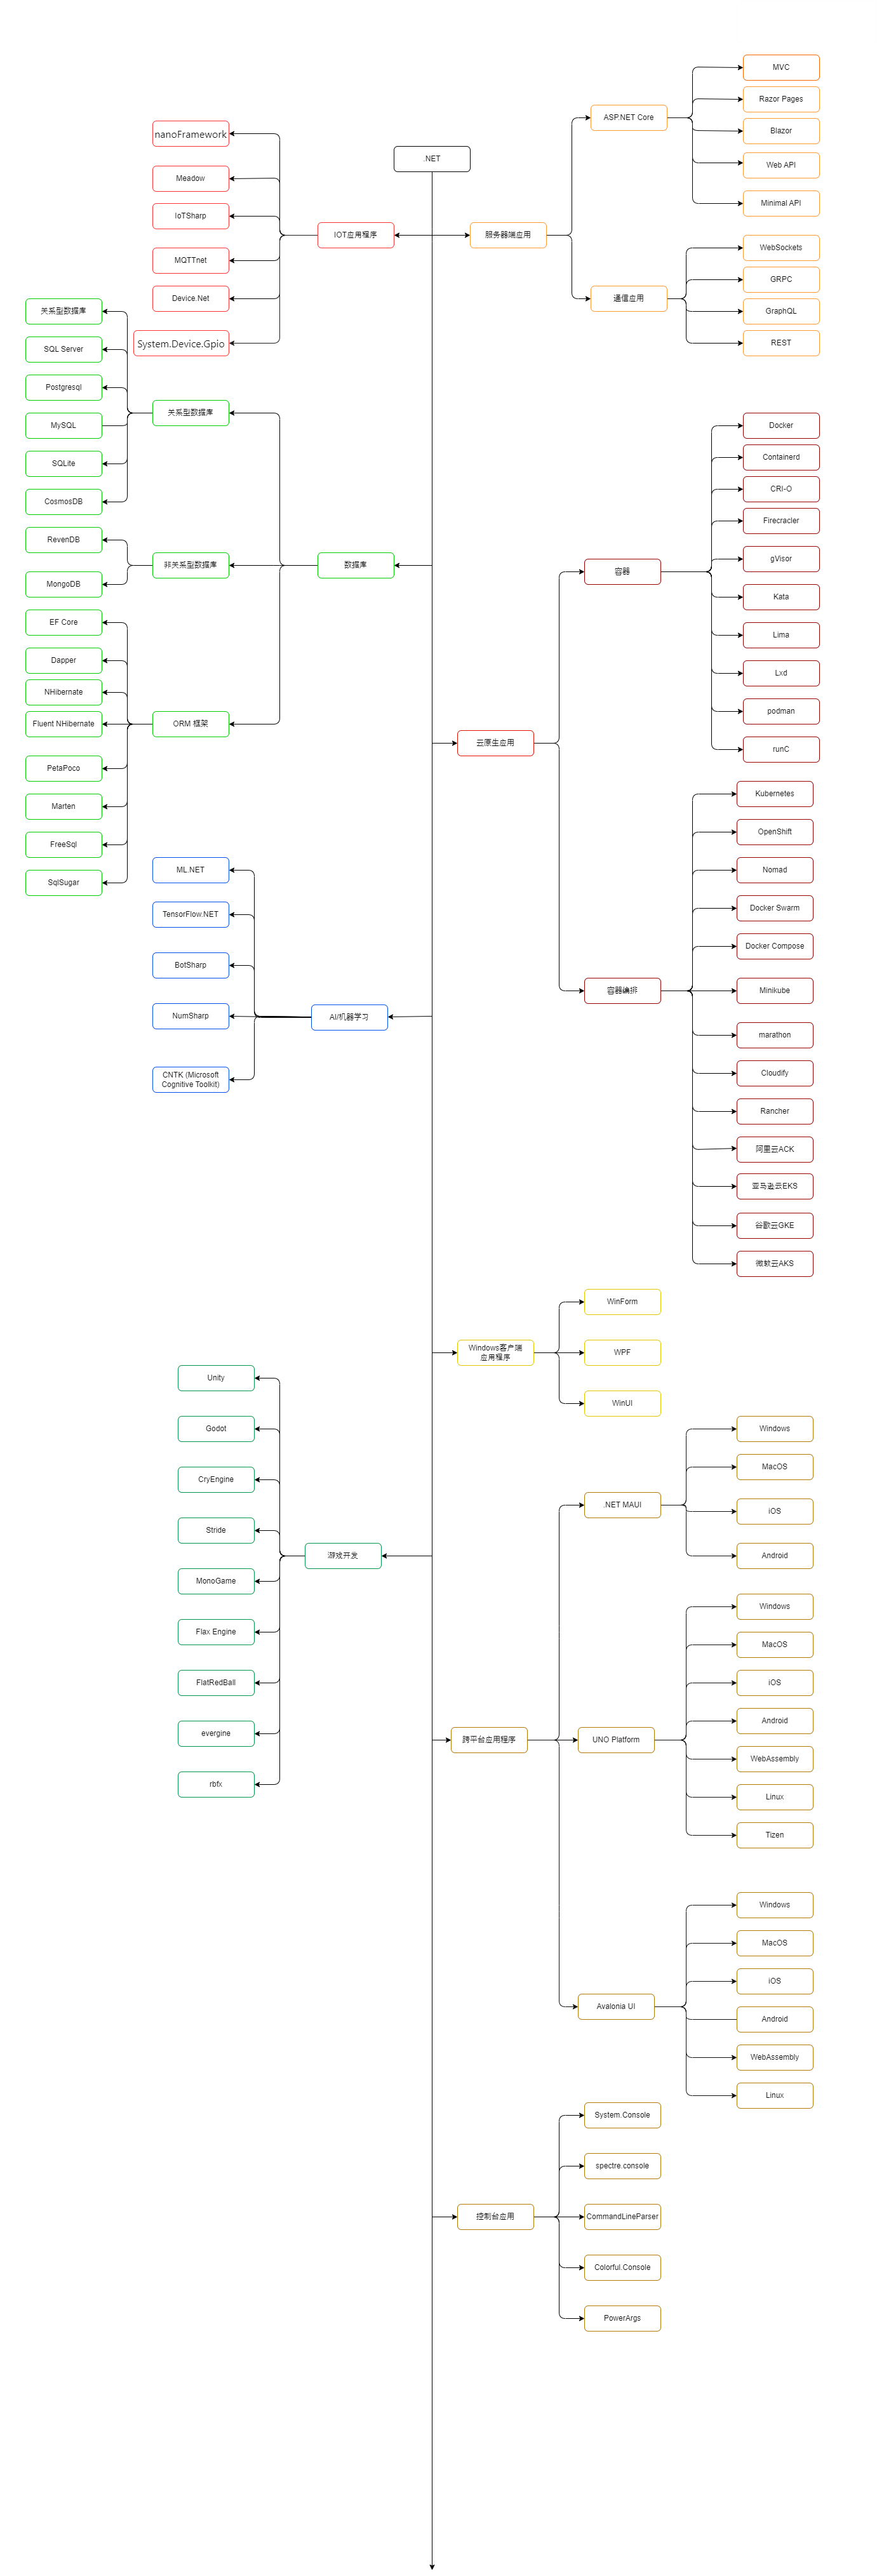 .NET
IOT应用程序
nanoFramework
Meadow
IoTSharp
MQTTnet
Device.Net
System.Device.Gpio
服务器端应用
ASP.NET Core
MVC
Razor Pages
Blazor
Web API
Minimal API
通信应用
WebSockets
GRPC
GraphQL
REST
数据库
关系型数据库
关系型数据库
SQL Server
Postgresql
MySQL
SQLite
CosmosDB
非关系型数据库
RevenDB
MongoDB
ORM 框架
EF Core
Dapper
NHibernate
Fluent NHibernate
PetaPoco
Marten
FreeSql
SqlSugar
云原生应用
容器
Docker
Containerd
CRI-O
Firecracler
gVisor
Kata
Lima
Lxd
podman
runC
容器编排
Kubernetes
OpenShift
Nomad
Docker Swarm
Docker Compose
Minikube
marathon
Cloudify
Rancher
阿里云ACK
亚马逊云EKS
谷歌云GKE
微软云AKS
AI/机器学习
ML.NET
TensorFlow.NET
BotSharp
NumSharp
CNTK (Microsoft
Cognitive Toolkit)
Windows客户端
应用程序
WinForm
WPF
WinUI
游戏开发
Unity
Godot
CryEngine
Stride
MonoGame
Flax Engine
FlatRedBall
evergine
rbfx
跨平台应用程序
.NET MAUI
Windows
MacOS
iOS
Android
UNO Platform
Windows
MacOS
iOS
Android
WebAssembly
Linux
Tizen
Avalonia UI
Windows
MacOS
iOS
Android
WebAssembly
Linux
控制台应用
System.Console
spectre.console
CommandLineParser
Colorful.Console
PowerArgs